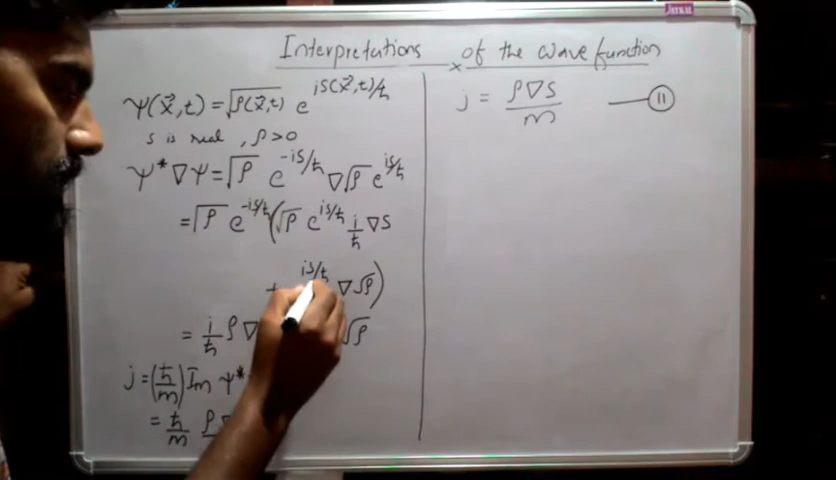 Interpretations of the wave function
ψ(x⃗,t) = √ρ(x⃗,t) e^{iS(x⃗,t)/ħ}
S is real, ρ>0
ψ* ∇ψ = √ρ e^{-iS/ħ} ∇√ρ e^{iS/ħ}
= √ρ e^{-iS/ħ} (√ρ e^{iS/ħ} i/ħ ∇S
+ e^{iS/ħ} ∇√ρ)
= i/ħ ρ∇ √ρ
j = (ħ/m) Im ψ*
= ħ/m ρ
j = ρ∇S/m —(11)